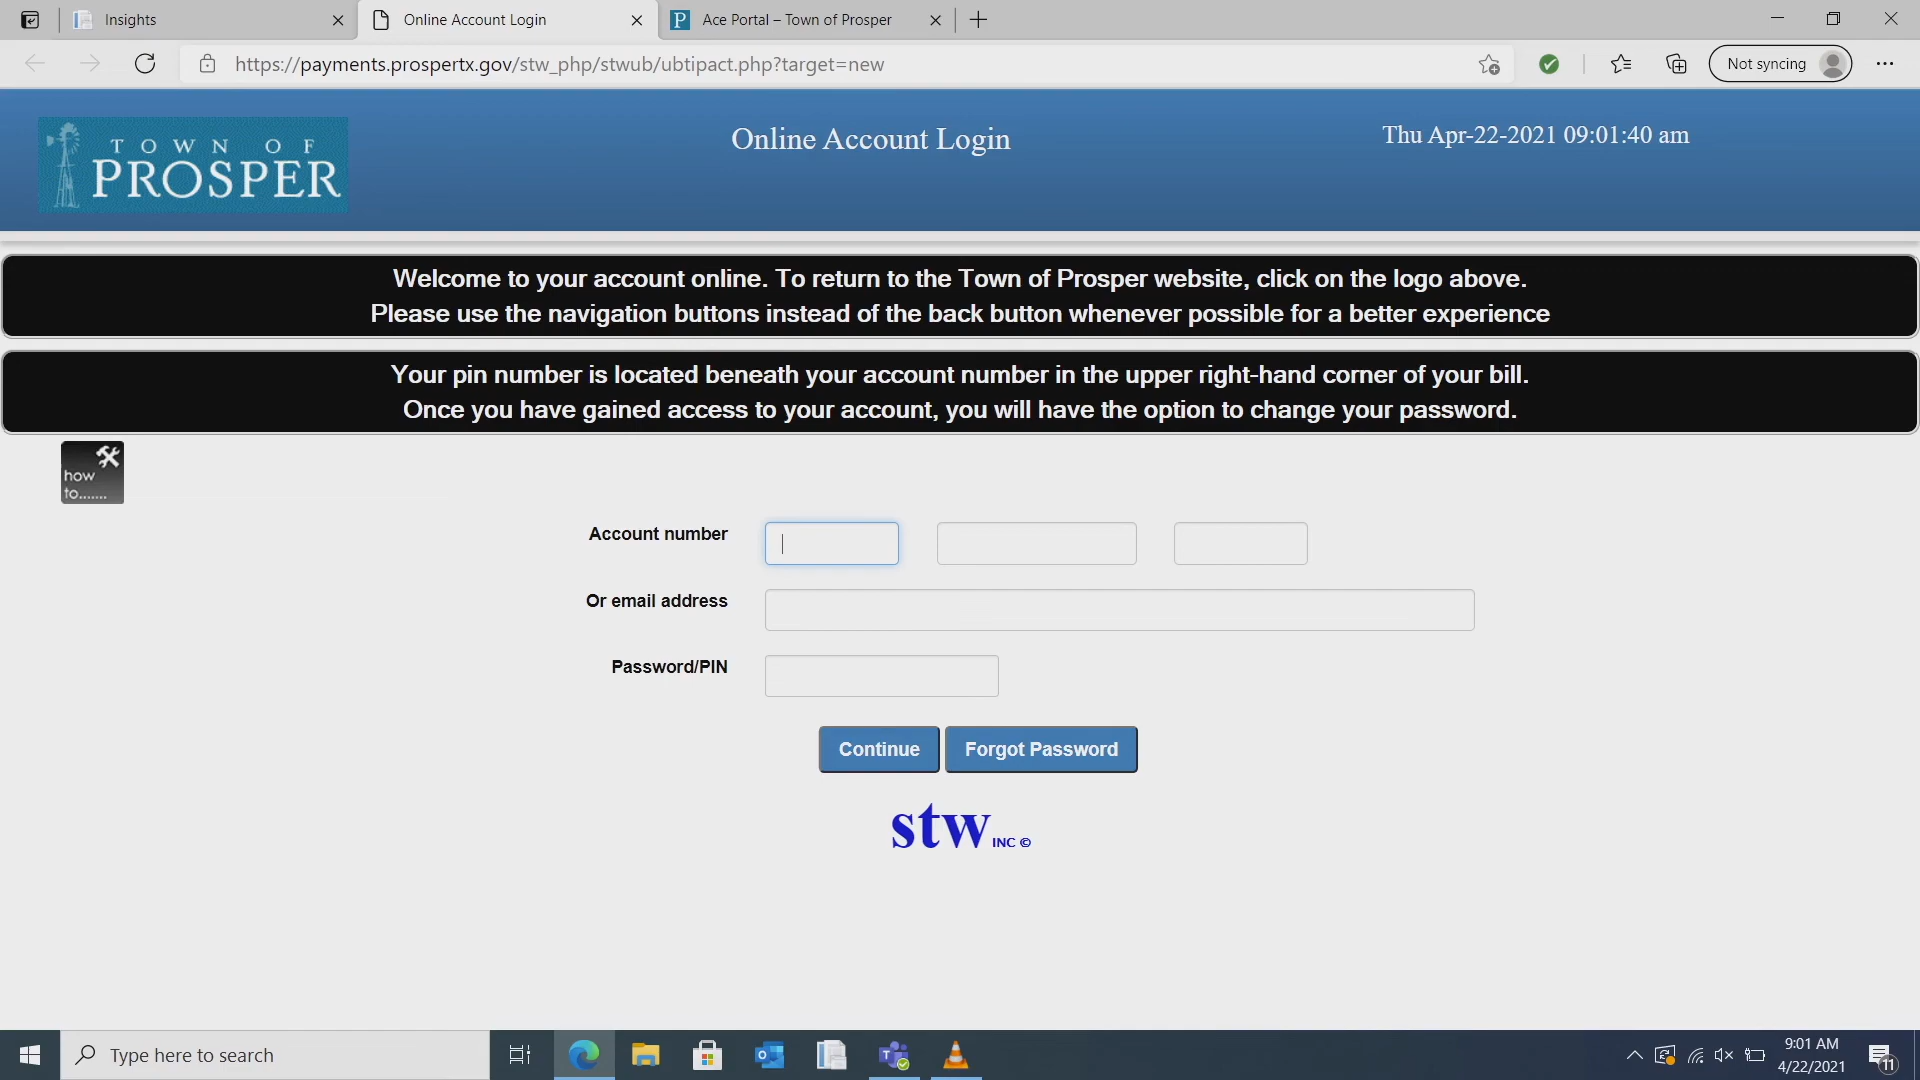 Insights
Online Account Login
Ace Portal – Town of Prosper
https://payments.prospertx.gov/stw_php/stwub/ubtipact.php?target=new
Not syncing
TOWN OF
PROSPER
Online Account Login
Thu Apr-22-2021 09:01:40 am
Welcome to your account online. To return to the Town of Prosper website, click on the logo above.
Please use the navigation buttons instead of the back button whenever possible for a better experience
Your pin number is located beneath your account number in the upper right-hand corner of your bill.
Once you have gained access to your account, you will have the option to change your password.
how
to.......
Account number
Or email address
Password/PIN
Continue
Forgot Password
stw INC ©
Type here to search
9:01 AM
4/22/2021
11